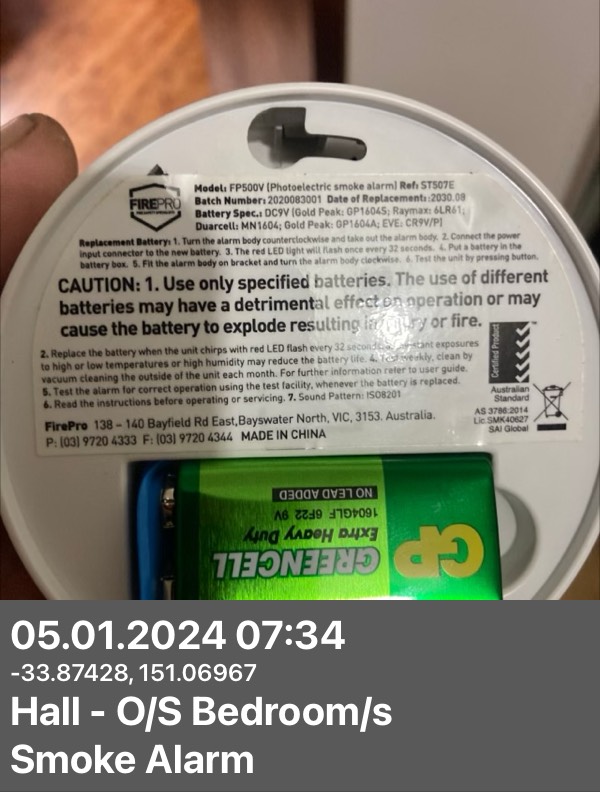 FIREPRO
Model: FP500V (Photoelectric smoke alarm) Ref: ST507E
Batch Number: 2020083001 Date of Replacement: 2030.08
Battery Spec.: DC9V (Gold Peak: GP1604S; Raymax: 6LR61;
Duarcell: MN1604; Gold Peak: GP1604A; EVE: CR9V/P)
Replacement Battery: 1. Turn the alarm body counterclockwise and take out the alarm body. 2. Connect the power
input connector to the new battery. 3. The red LED light will flash once every 32 seconds. 4. Put a battery in the
battery box. 5. Fit the alarm body on bracket and turn the alarm body clockwise. 6. Test the unit by pressing button.
CAUTION: 1. Use only specified batteries. The use of different
batteries may have a detrimental effect on operation or may
cause the battery to explode resulting in injury or fire.
2. Replace the battery when the unit chirps with red LED flash every 32 exposures
to high or low temperatures or high humidity may reduce the battery life. 4. Test weekly, clean by
vacuum cleaning the outside of the unit each month. For further information refer to user guide.
5. Test the alarm for correct operation using the test facility, whenever the battery is replaced.
6. Read the instructions before operating or servicing. 7. Sound Pattern: ISO8201
Certified Product
Australian
Standard
AS 3786:2014
Lic.SMK40627
SAI Global
FirePro 138 – 140 Bayfield Rd East,Bayswater North, VIC, 3153. Australia.
P: (03) 9720 4333 F: (03) 9720 4344 MADE IN CHINA
NO LEAD ADDED
1604GLF 6F22 9V
Extra Heavy Duty
GREENCELL
GP
05.01.2024 07:34
-33.87428, 151.06967
Hall - O/S Bedroom/s
Smoke Alarm